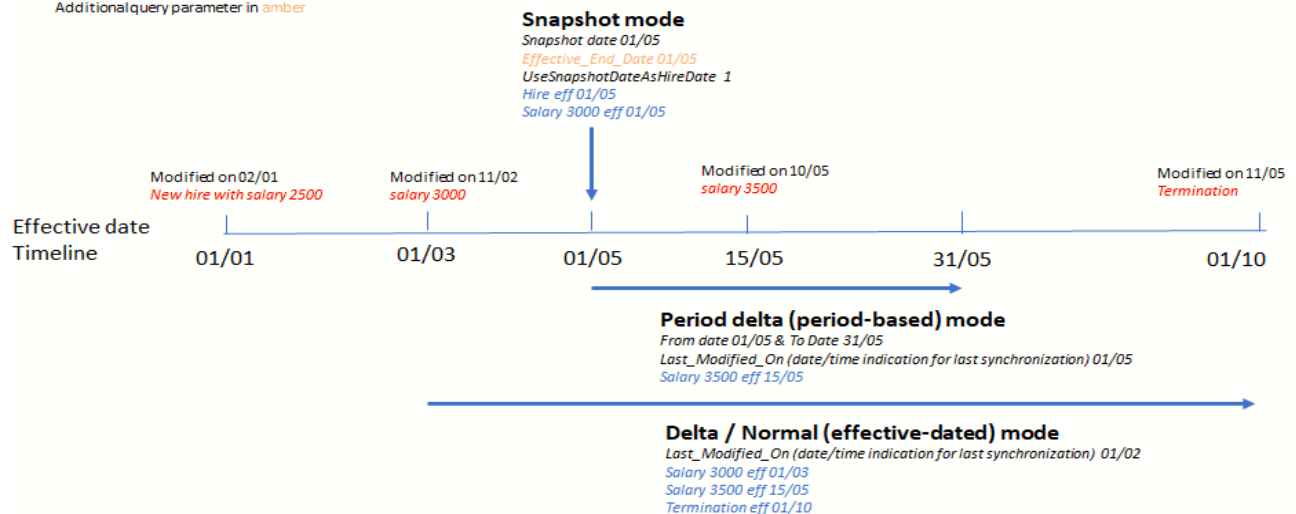 Additional query parameter in amber
Snapshot mode
Snapshot date 01/05
Effective_End_Date 01/05
UseSnapshotDateAsHireDate 1
Hire eff 01/05
Salary 3000 eff 01/05
Modified on 02/01
New hire with salary 2500
Modified on 11/02
salary 3000
Modified on 10/05
salary 3500
Modified on 11/05
Termination
Effective date
Timeline
01/01
01/03
01/05
15/05
31/05
01/10
Period delta (period-based) mode
From date 01/05 & To Date 31/05
Last_Modified_On (date/time indication for last synchronization) 01/05
Salary 3500 eff 15/05
Delta / Normal (effective-dated) mode
Last_Modified_On (date/time indication for last synchronization) 01/02
Salary 3000 eff 01/03
Salary 3500 eff 15/05
Termination eff 01/10